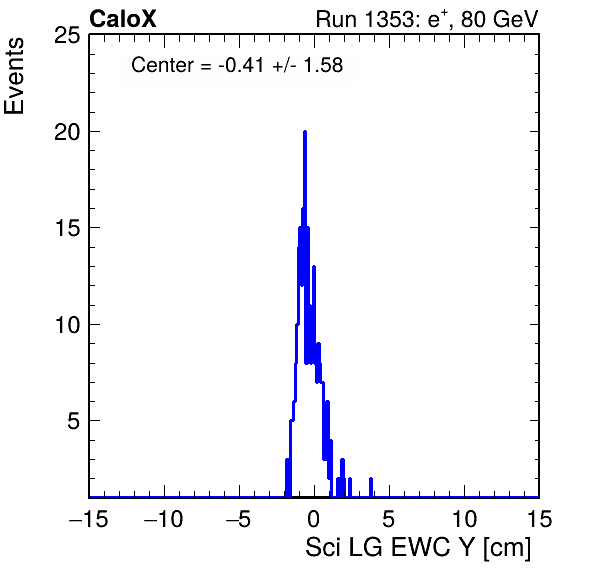 CaloX Run 1353: e⁺, 80 GeV
Events
Center = -0.41 +/- 1.58
25
20
15
10
5
−15 −10 −5 0 5 10 15
Sci LG EWC Y [cm]